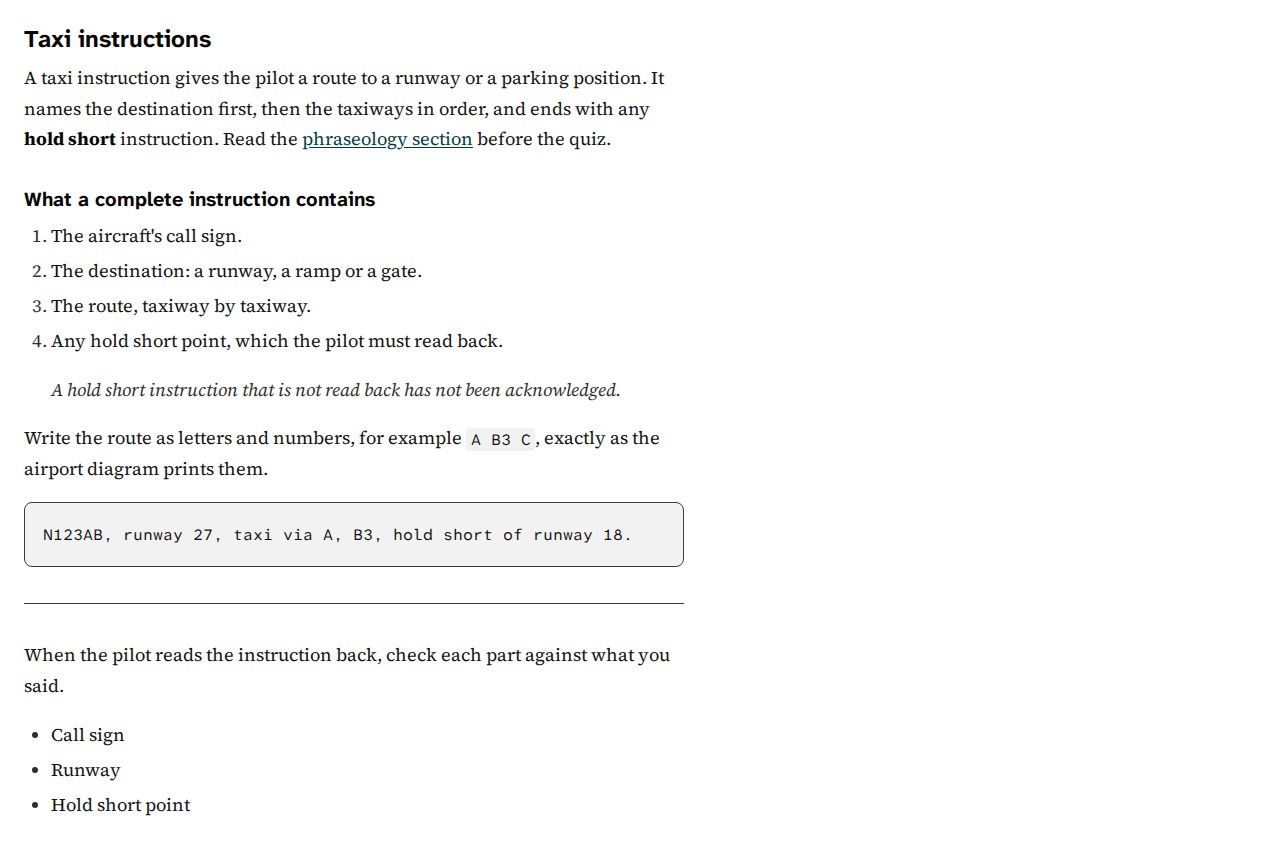 Taxi instructions
A taxi instruction gives the pilot a route to a runway or a parking position. It
names the destination first, then the taxiways in order, and ends with any
hold short instruction. Read the phraseology section before the quiz.
What a complete instruction contains
1. The aircraft's call sign.
2. The destination: a runway, a ramp or a gate.
3. The route, taxiway by taxiway.
4. Any hold short point, which the pilot must read back.
A hold short instruction that is not read back has not been acknowledged.
Write the route as letters and numbers, for example A B3 C, exactly as the
airport diagram prints them.
N123AB, runway 27, taxi via A, B3, hold short of runway 18.
When the pilot reads the instruction back, check each part against what you
said.
• Call sign
• Runway
• Hold short point